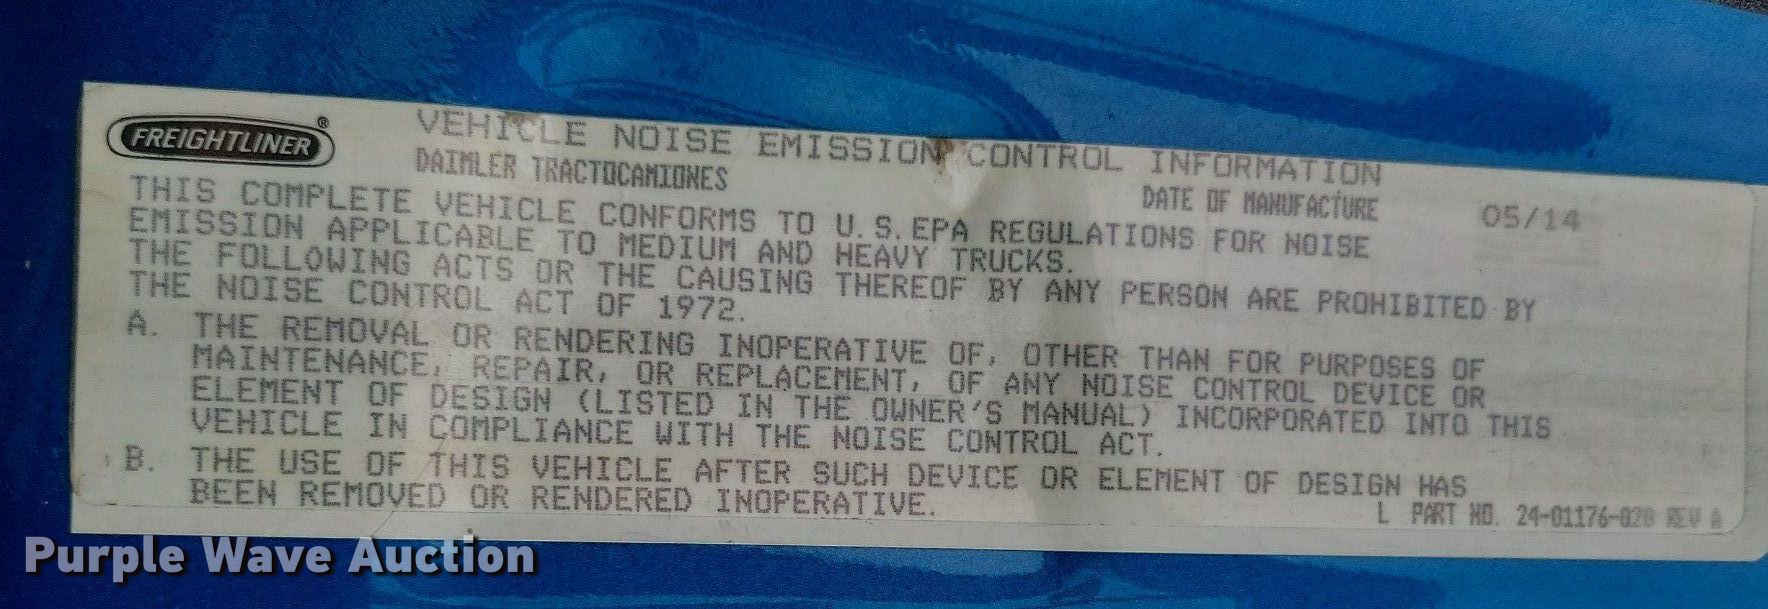 FREIGHTLINER®
VEHICLE NOISE EMISSION CONTROL INFORMATION
DAIMLER TRACTOCAMIONES
DATE OF MANUFACTURE 05/14
THIS COMPLETE VEHICLE CONFORMS TO U.S.EPA REGULATIONS FOR NOISE
EMISSION APPLICABLE TO MEDIUM AND HEAVY TRUCKS.
THE FOLLOWING ACTS OR THE CAUSING THEREOF BY ANY PERSON ARE PROHIBITED BY
THE NOISE CONTROL ACT OF 1972.
A. THE REMOVAL OR RENDERING INOPERATIVE OF, OTHER THAN FOR PURPOSES OF
MAINTENANCE, REPAIR, OR REPLACEMENT, OF ANY NOISE CONTROL DEVICE OR
ELEMENT OF DESIGN (LISTED IN THE OWNER'S MANUAL) INCORPORATED INTO THIS
VEHICLE IN COMPLIANCE WITH THE NOISE CONTROL ACT.
B. THE USE OF THIS VEHICLE AFTER SUCH DEVICE OR ELEMENT OF DESIGN HAS
BEEN REMOVED OR RENDERED INOPERATIVE.
L PART NO. 24-01176-020 REV A
Purple Wave Auction